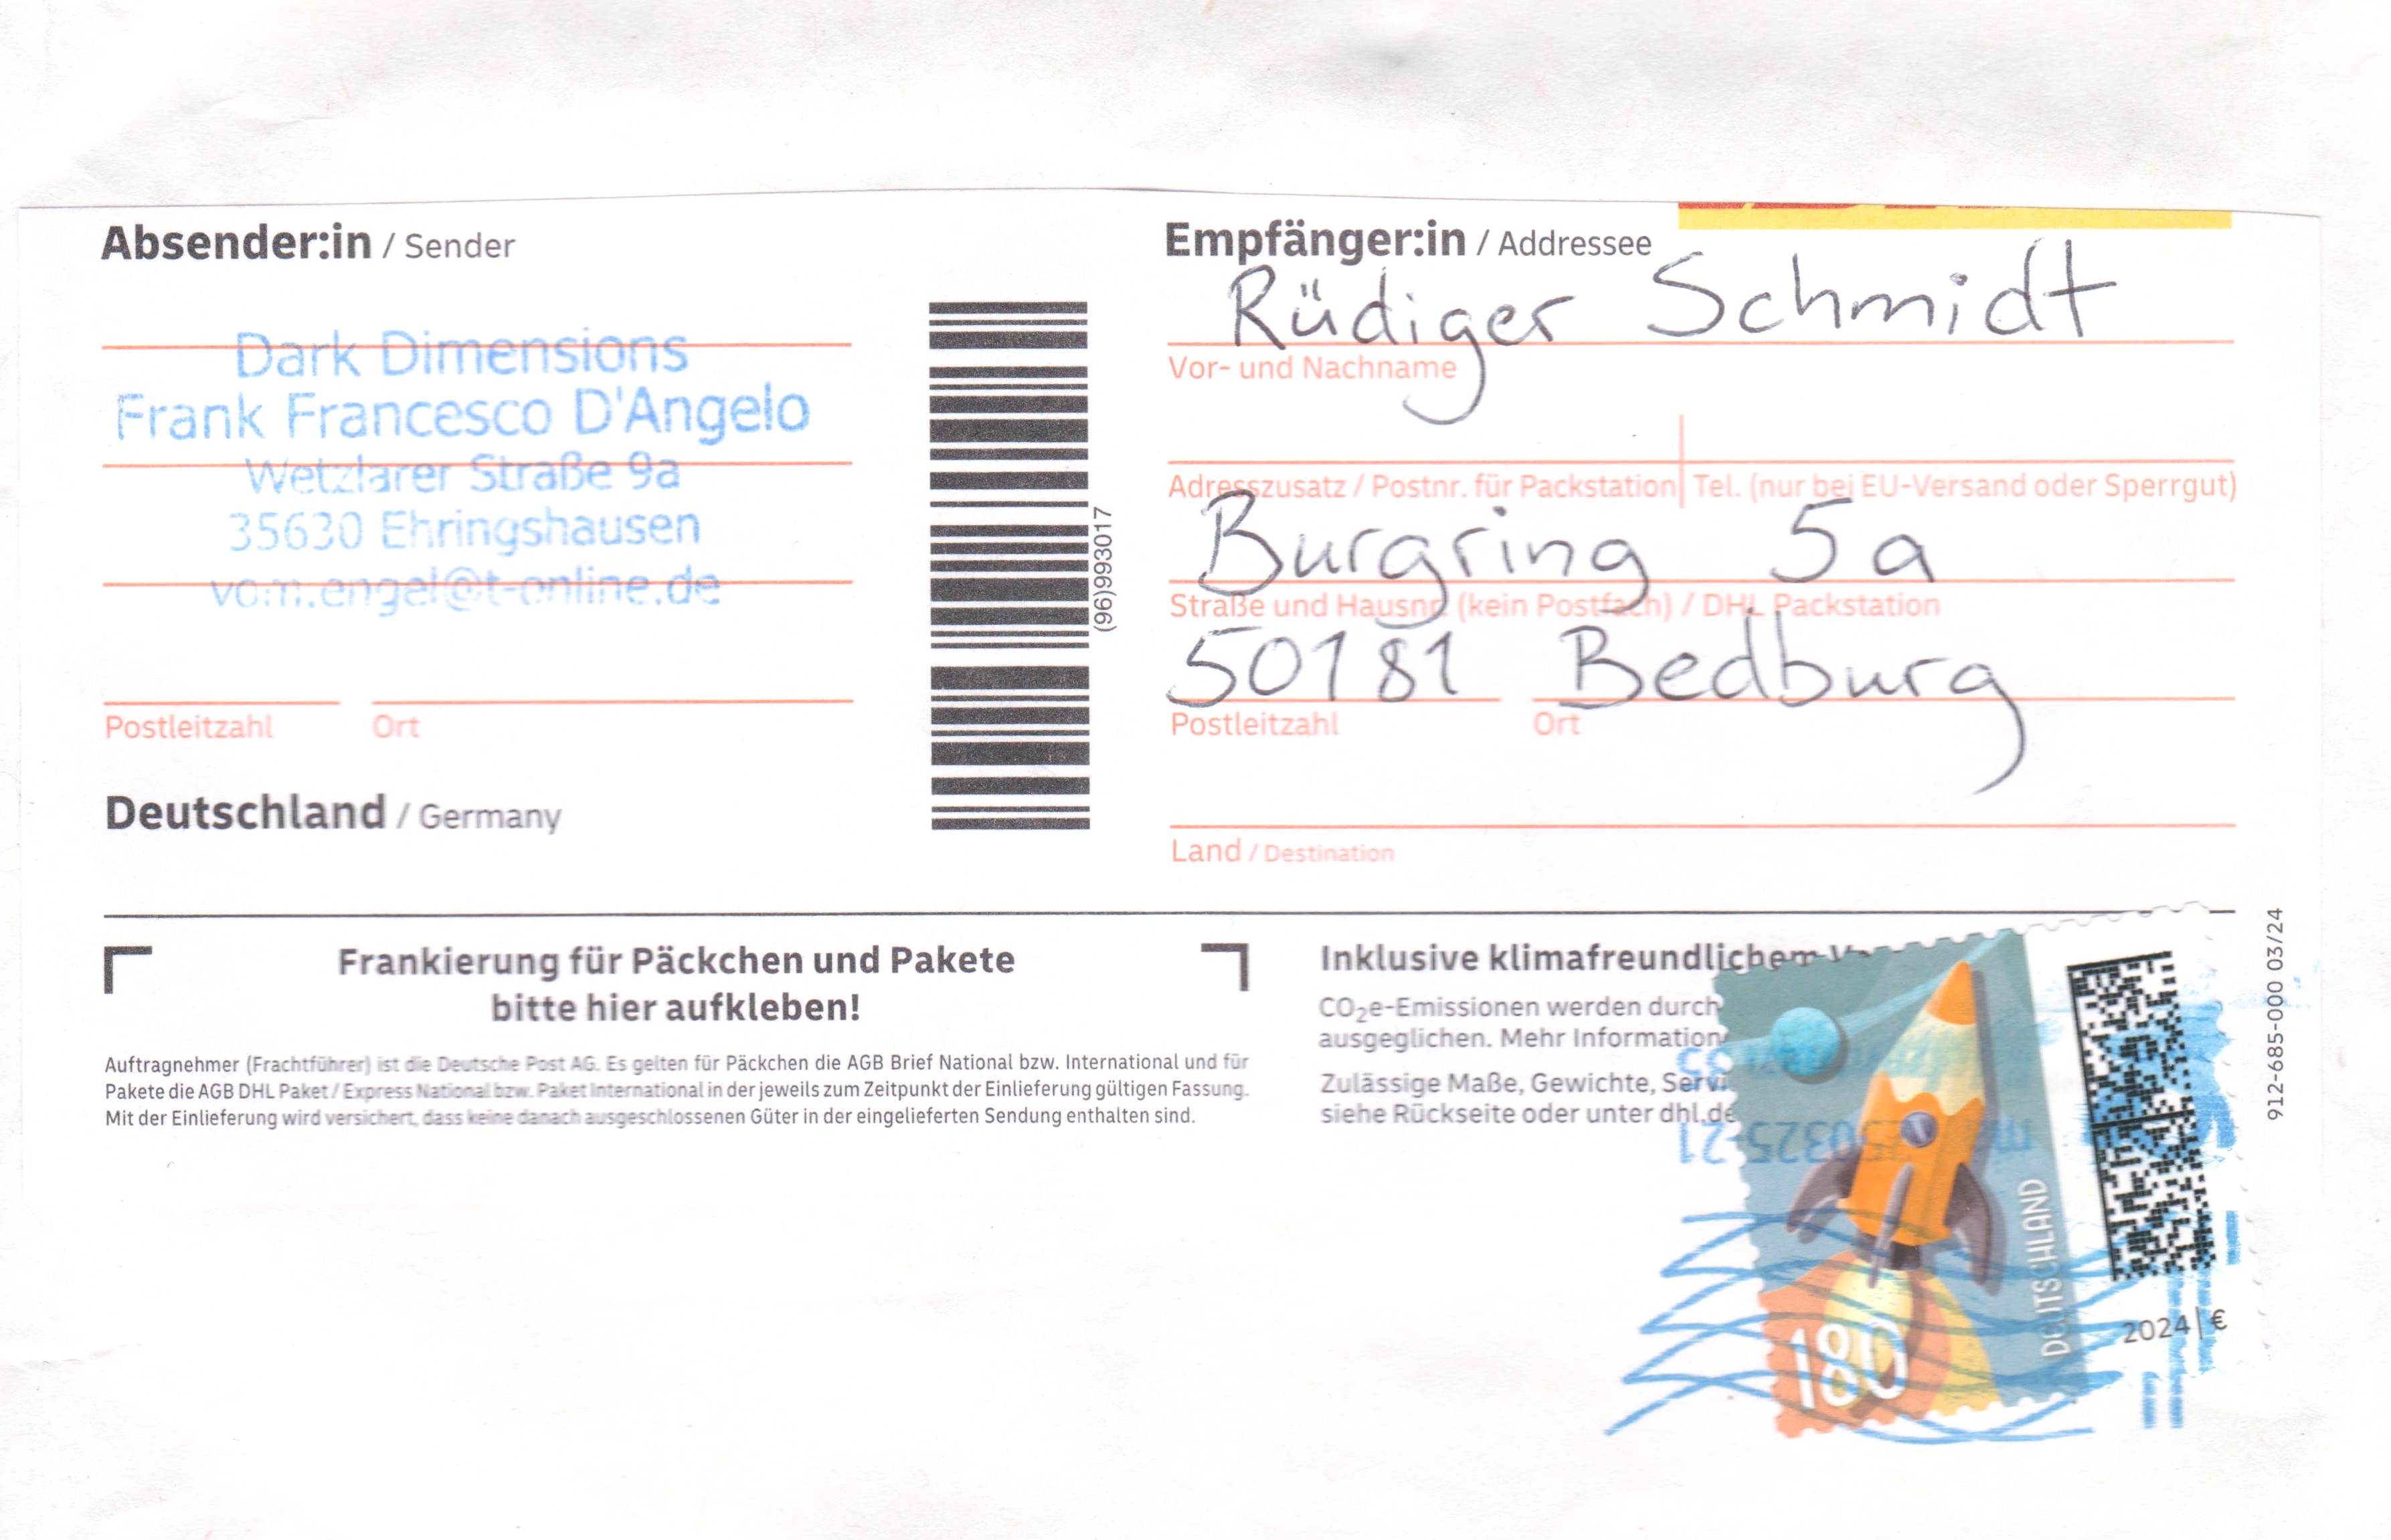 Absender:in / Sender
Dark Dimensions
Frank Francesco D'Angelo
Wetzlarer Straße 9a
35630 Ehringshausen
vom.engel@t-online.de
Postleitzahl Ort
Deutschland / Germany
(96)993017
Empfänger:in / Addressee
Rüdiger Schmidt
Vor- und Nachname
Adresszusatz / Postnr. für Packstation Tel. (nur bei EU-Versand oder Sperrgut)
Burgring 5a
Straße und Hausnr. (kein Postfach) / DHL Packstation
50181 Bedburg
Postleitzahl Ort
Land / Destination
Frankierung für Päckchen und Pakete
bitte hier aufkleben!
Auftragnehmer (Frachtführer) ist die Deutsche Post AG. Es gelten für Päckchen die AGB Brief National bzw. International und für
Pakete die AGB DHL Paket / Express National bzw. Paket International in der jeweils zum Zeitpunkt der Einlieferung gültigen Fassung.
Mit der Einlieferung wird versichert, dass keine danach ausgeschlossenen Güter in der eingelieferten Sendung enthalten sind.
Inklusive klimafreundlichem
CO₂e-Emissionen werden durch
ausgeglichen. Mehr Information
Zulässige Maße, Gewichte, Servi
siehe Rückseite oder unter dhl.de
912-685-000 03/24
DEUTSCHLAND
180
2024 | €